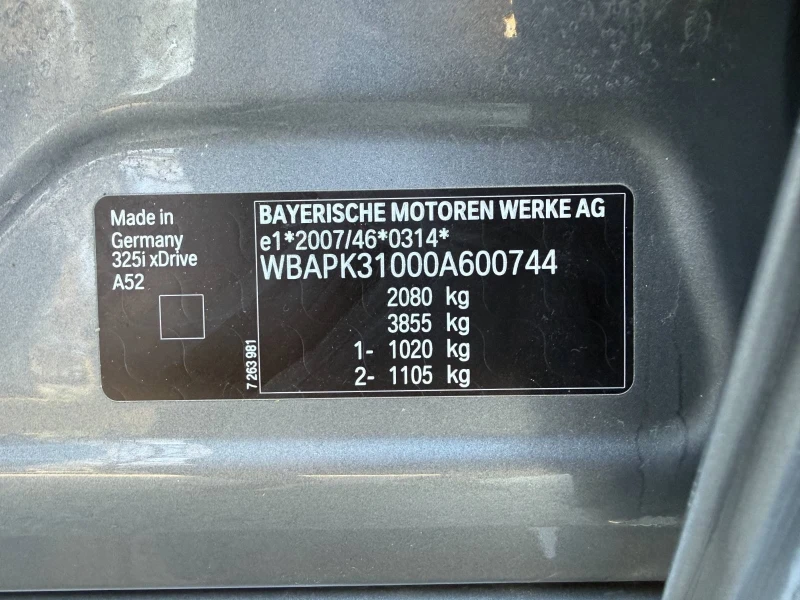 Made in
Germany
325i xDrive
A52
7 263 981
BAYERISCHE MOTOREN WERKE AG
e1*2007/46*0314*
WBAPK31000A600744
2080 kg
3855 kg
1- 1020 kg
2- 1105 kg